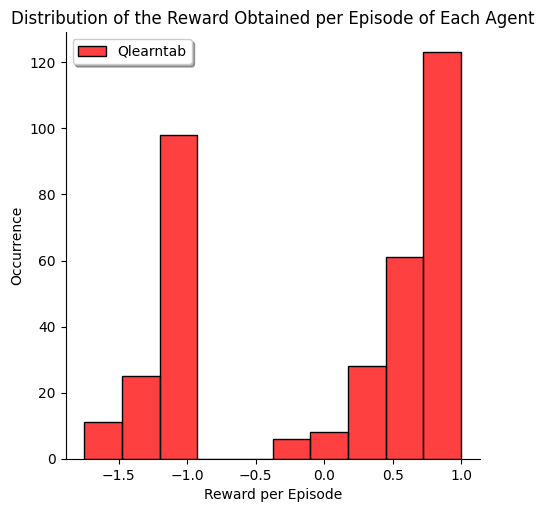 Distribution of the Reward Obtained per Episode of Each Agent
Qlearntab
120
100
80
60
40
20
0
Occurrence
−1.5 −1.0 −0.5 0.0 0.5 1.0
Reward per Episode